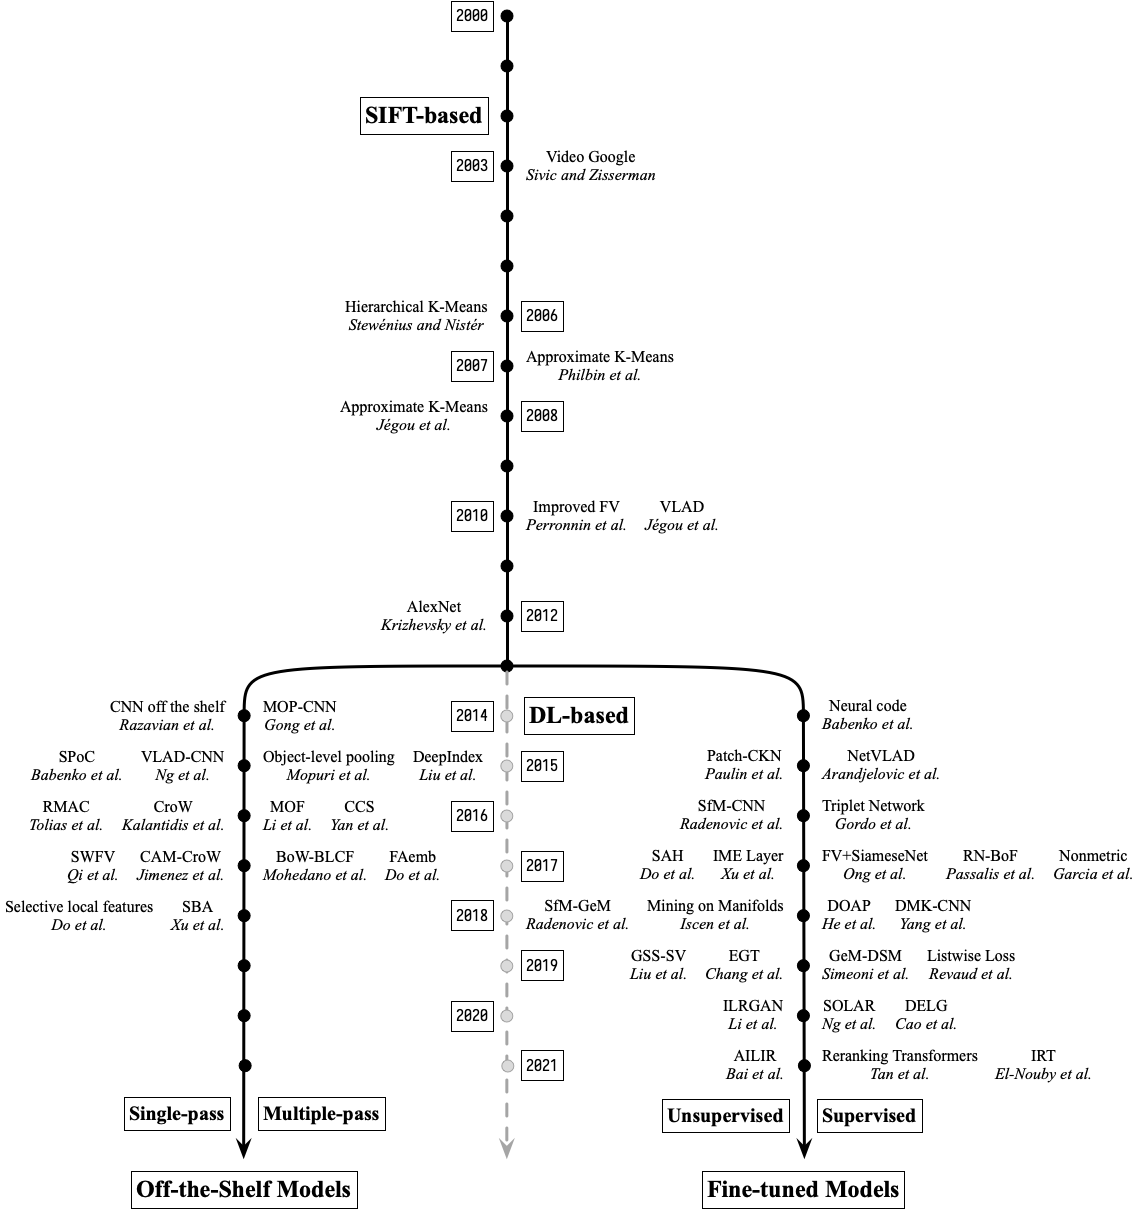 2000
SIFT-based
2003
Video Google
Sivic and Zisserman
Hierarchical K-Means
Stewénius and Nistér
2006
2007
Approximate K-Means
Philbin et al.
Approximate K-Means
Jégou et al.
2008
2010
Improved FV
Perronnin et al.
VLAD
Jégou et al.
AlexNet
Krizhevsky et al.
2012
CNN off the shelf
Razavian et al.
MOP-CNN
Gong et al.
2014
DL-based
Neural code
Babenko et al.
SPoC
Babenko et al.
VLAD-CNN
Ng et al.
Object-level pooling
Mopuri et al.
DeepIndex
Liu et al.
2015
Patch-CKN
Paulin et al.
NetVLAD
Arandjelovic et al.
RMAC
Tolias et al.
CroW
Kalantidis et al.
MOF
Li et al.
CCS
Yan et al.
2016
SfM-CNN
Radenovic et al.
Triplet Network
Gordo et al.
SWFV
Qi et al.
CAM-CroW
Jimenez et al.
BoW-BLCF
Mohedano et al.
FAemb
Do et al.
2017
SAH
Do et al.
IME Layer
Xu et al.
FV+SiameseNet
Ong et al.
RN-BoF
Passalis et al.
Nonmetric
Garcia et al.
Selective local features
Do et al.
SBA
Xu et al.
2018
SfM-GeM
Radenovic et al.
Mining on Manifolds
Iscen et al.
DOAP
He et al.
DMK-CNN
Yang et al.
2019
GSS-SV
Liu et al.
EGT
Chang et al.
GeM-DSM
Simeoni et al.
Listwise Loss
Revaud et al.
2020
ILRGAN
Li et al.
SOLAR
Ng et al.
DELG
Cao et al.
2021
AILIR
Bai et al.
Reranking Transformers
Tan et al.
IRT
El-Nouby et al.
Single-pass
Multiple-pass
Unsupervised
Supervised
Off-the-Shelf Models
Fine-tuned Models